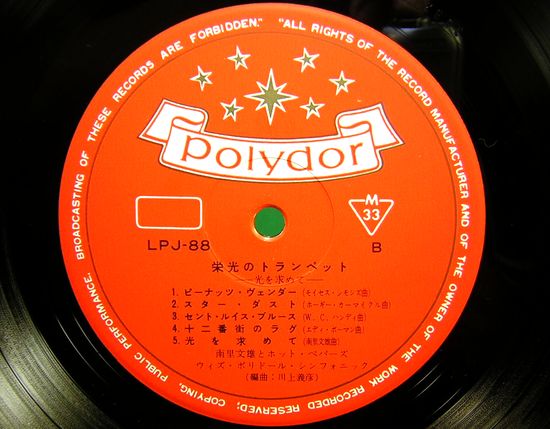 BROADCASTING OF THESE RECORDS ARE FORBIDDEN." "ALL RIGHTS OF THE RECORD MANUFACTURER AND OF THE OWNER OF THE WORK RECORDED RESERVED; COPYING, PUBLIC PERFORMANCE,
polydor
M
33
LPJ-88
B
栄光のトランペット
—光を求めて—
1. ピーナッツ・ヴェンダー (モイセス・シモンズ曲)
2. スター・ダスト (ホーギー・カーマイクル曲)
3. セント・ルイス・ブルース (W.C.ハンディ曲)
4. 十二番街のラグ (エディ・ボーマン曲)
5. 光を求めて (南里文雄曲)
南里文雄とホット・ペパーズ
ウィズ・ポリドール・シンフォニック
(編曲:川上義彦)